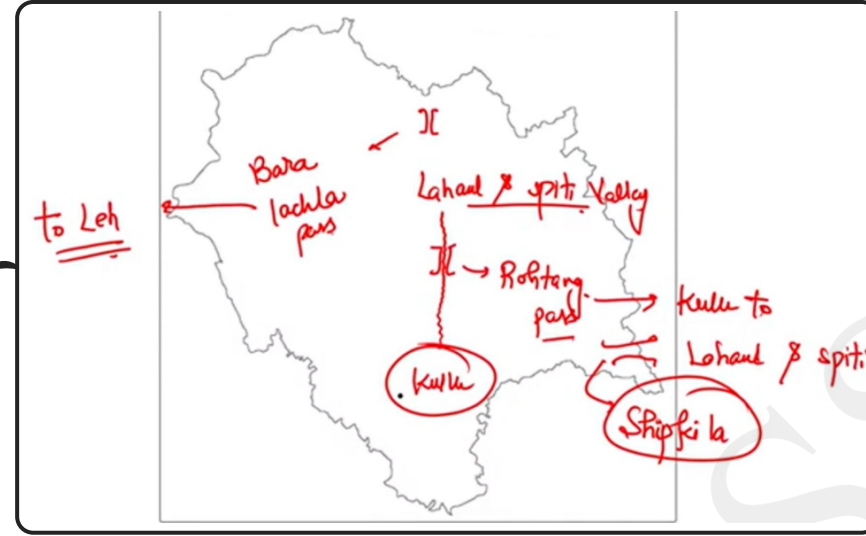 Bara
lachla
pass
to Leh
Lahaul & spiti Valley
Rohtang
pass
Kullu to
Lahaul & spiti
Kullu
Shipki la